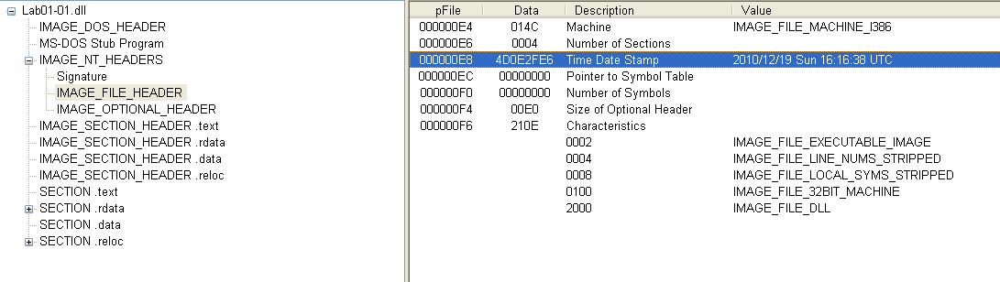 Lab01-01.dll
IMAGE_DOS_HEADER
MS-DOS Stub Program
IMAGE_NT_HEADERS
Signature
IMAGE_FILE_HEADER
IMAGE_OPTIONAL_HEADER
IMAGE_SECTION_HEADER .text
IMAGE_SECTION_HEADER .rdata
IMAGE_SECTION_HEADER .data
IMAGE_SECTION_HEADER .reloc
SECTION .text
SECTION .rdata
SECTION .data
SECTION .reloc
pFile Data Description Value
000000E4 014C Machine IMAGE_FILE_MACHINE_I386
000000E6 0004 Number of Sections
000000E8 4D0E2FE6 Time Date Stamp 2010/12/19 Sun 16:16:38 UTC
000000EC 00000000 Pointer to Symbol Table
000000F0 00000000 Number of Symbols
000000F4 00E0 Size of Optional Header
000000F6 210E Characteristics
0002 IMAGE_FILE_EXECUTABLE_IMAGE
0004 IMAGE_FILE_LINE_NUMS_STRIPPED
0008 IMAGE_FILE_LOCAL_SYMS_STRIPPED
0100 IMAGE_FILE_32BIT_MACHINE
2000 IMAGE_FILE_DLL